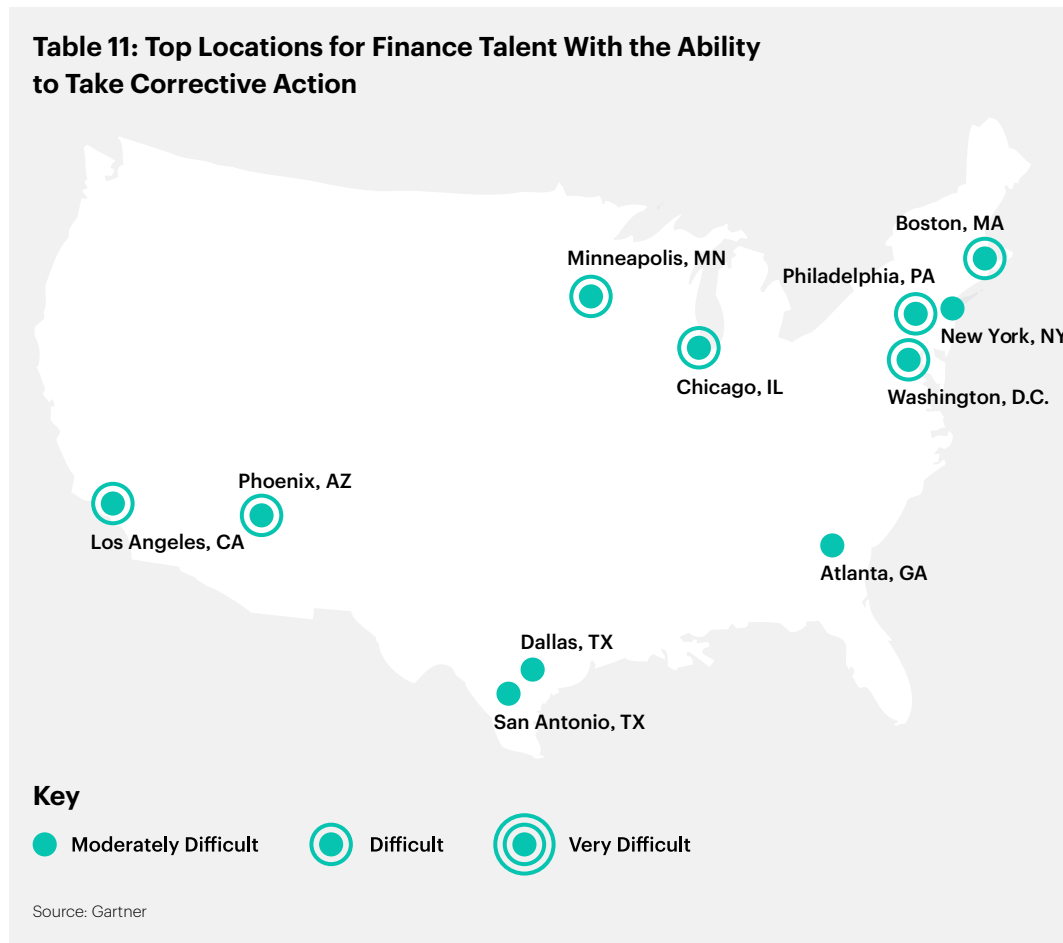 Table 11: Top Locations for Finance Talent With the Ability
to Take Corrective Action
Boston, MA
Minneapolis, MN
Philadelphia, PA
New York, NY
Chicago, IL
Washington, D.C.
Phoenix, AZ
Los Angeles, CA
Atlanta, GA
Dallas, TX
San Antonio, TX
Key
Moderately Difficult
Difficult
Very Difficult
Source: Gartner